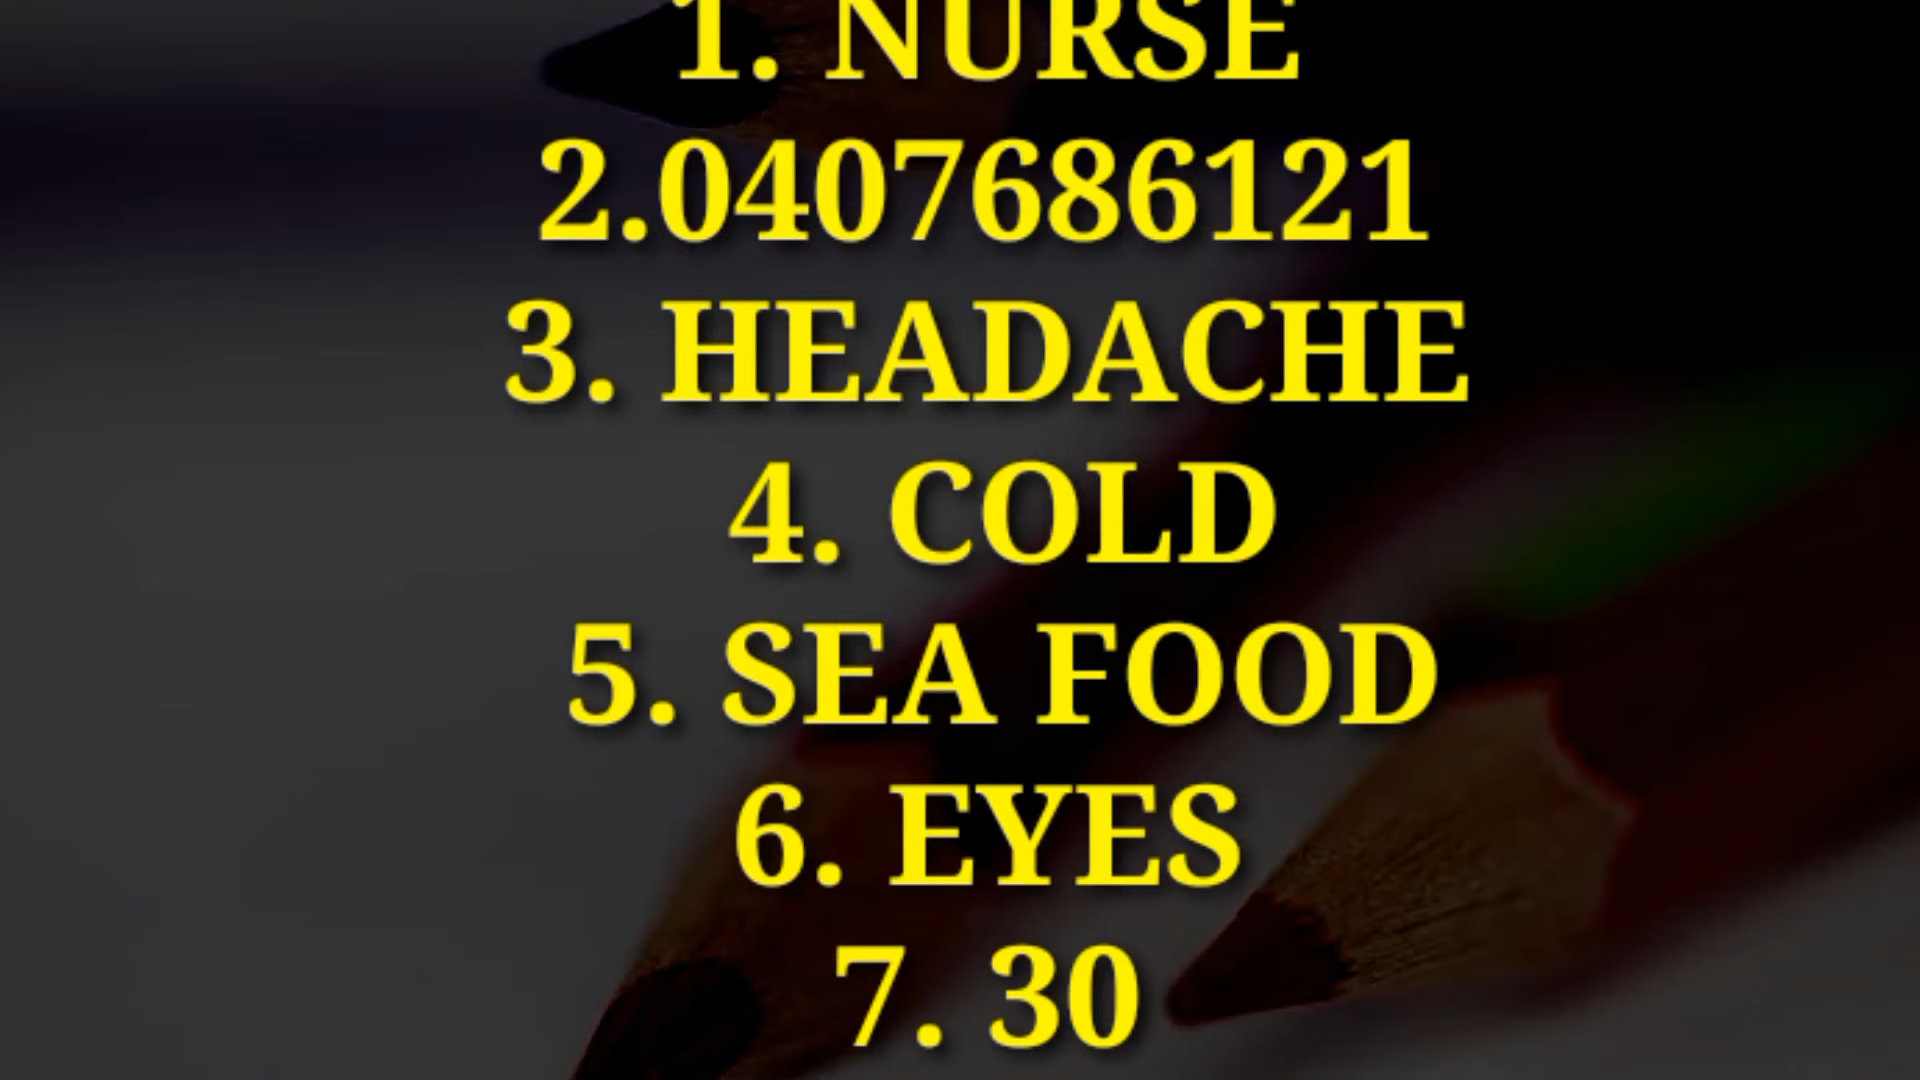 1. NURSE
2.0407686121
3. HEADACHE
4. COLD
5. SEA FOOD
6. EYES
7. 30